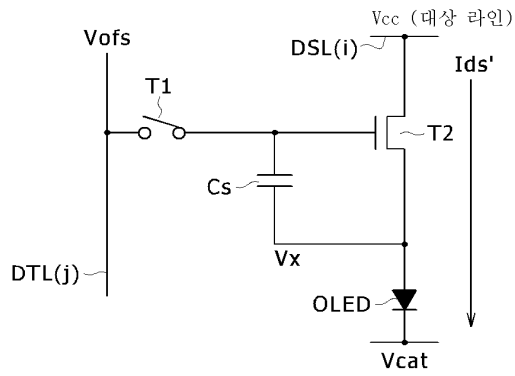 Vcc (대상 라인)
Vofs
DSL(i)
Ids'
T1
T2
Cs
Vx
DTL(j)
OLED
Vcat